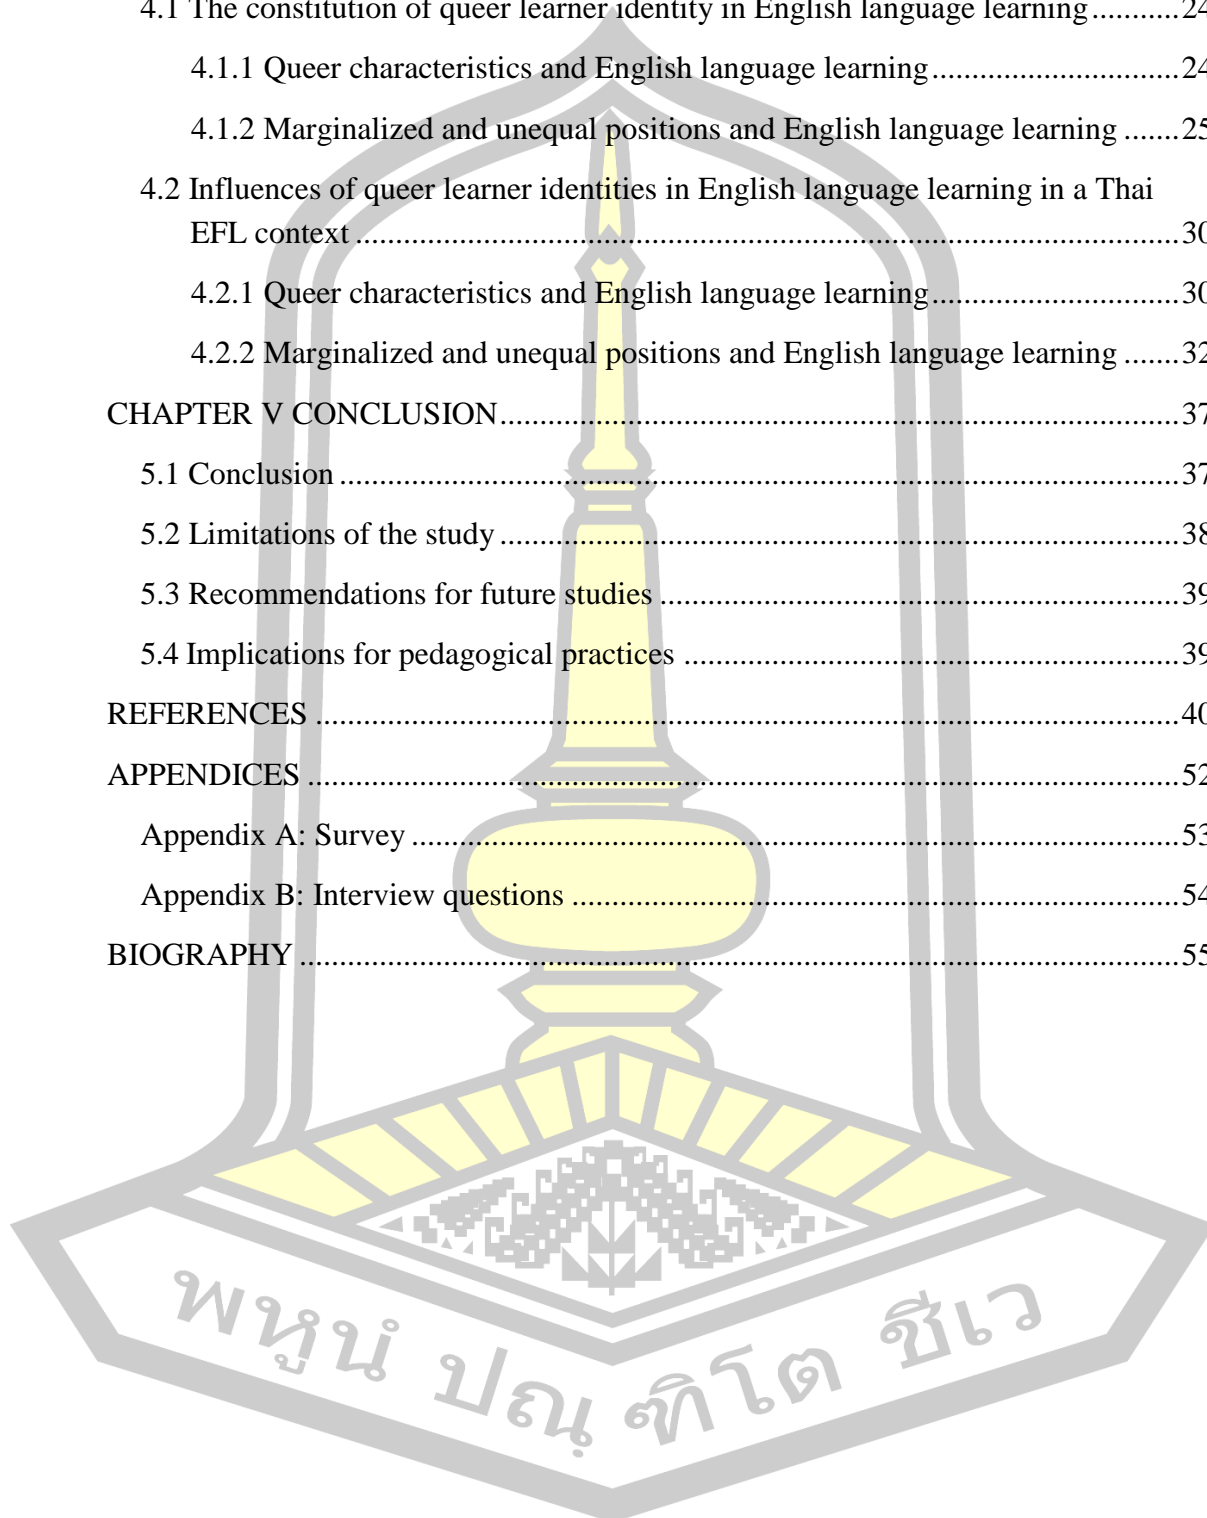 4.1 The constitution of queer learner identity in English language learning...........24
4.1.1 Queer characteristics and English language learning............................24
4.1.2 Marginalized and unequal positions and English language learning .......25
4.2 Influences of queer learner identities in English language learning in a Thai
EFL context .........................................................................................30
4.2.1 Queer characteristics and English language learning............................30
4.2.2 Marginalized and unequal positions and English language learning .......32
CHAPTER V CONCLUSION.........................................................................37
5.1 Conclusion ...........................................................................................37
5.2 Limitations of the study .........................................................................38
5.3 Recommendations for future studies .......................................................39
5.4 Implications for pedagogical practices .....................................................39
REFERENCES ..............................................................................................40
APPENDICES ..............................................................................................52
Appendix A: Survey ...................................................................................53
Appendix B: Interview questions ................................................................54
BIOGRAPHY ...............................................................................................55
พหูนํ ปณฺฑิโต ชีเว